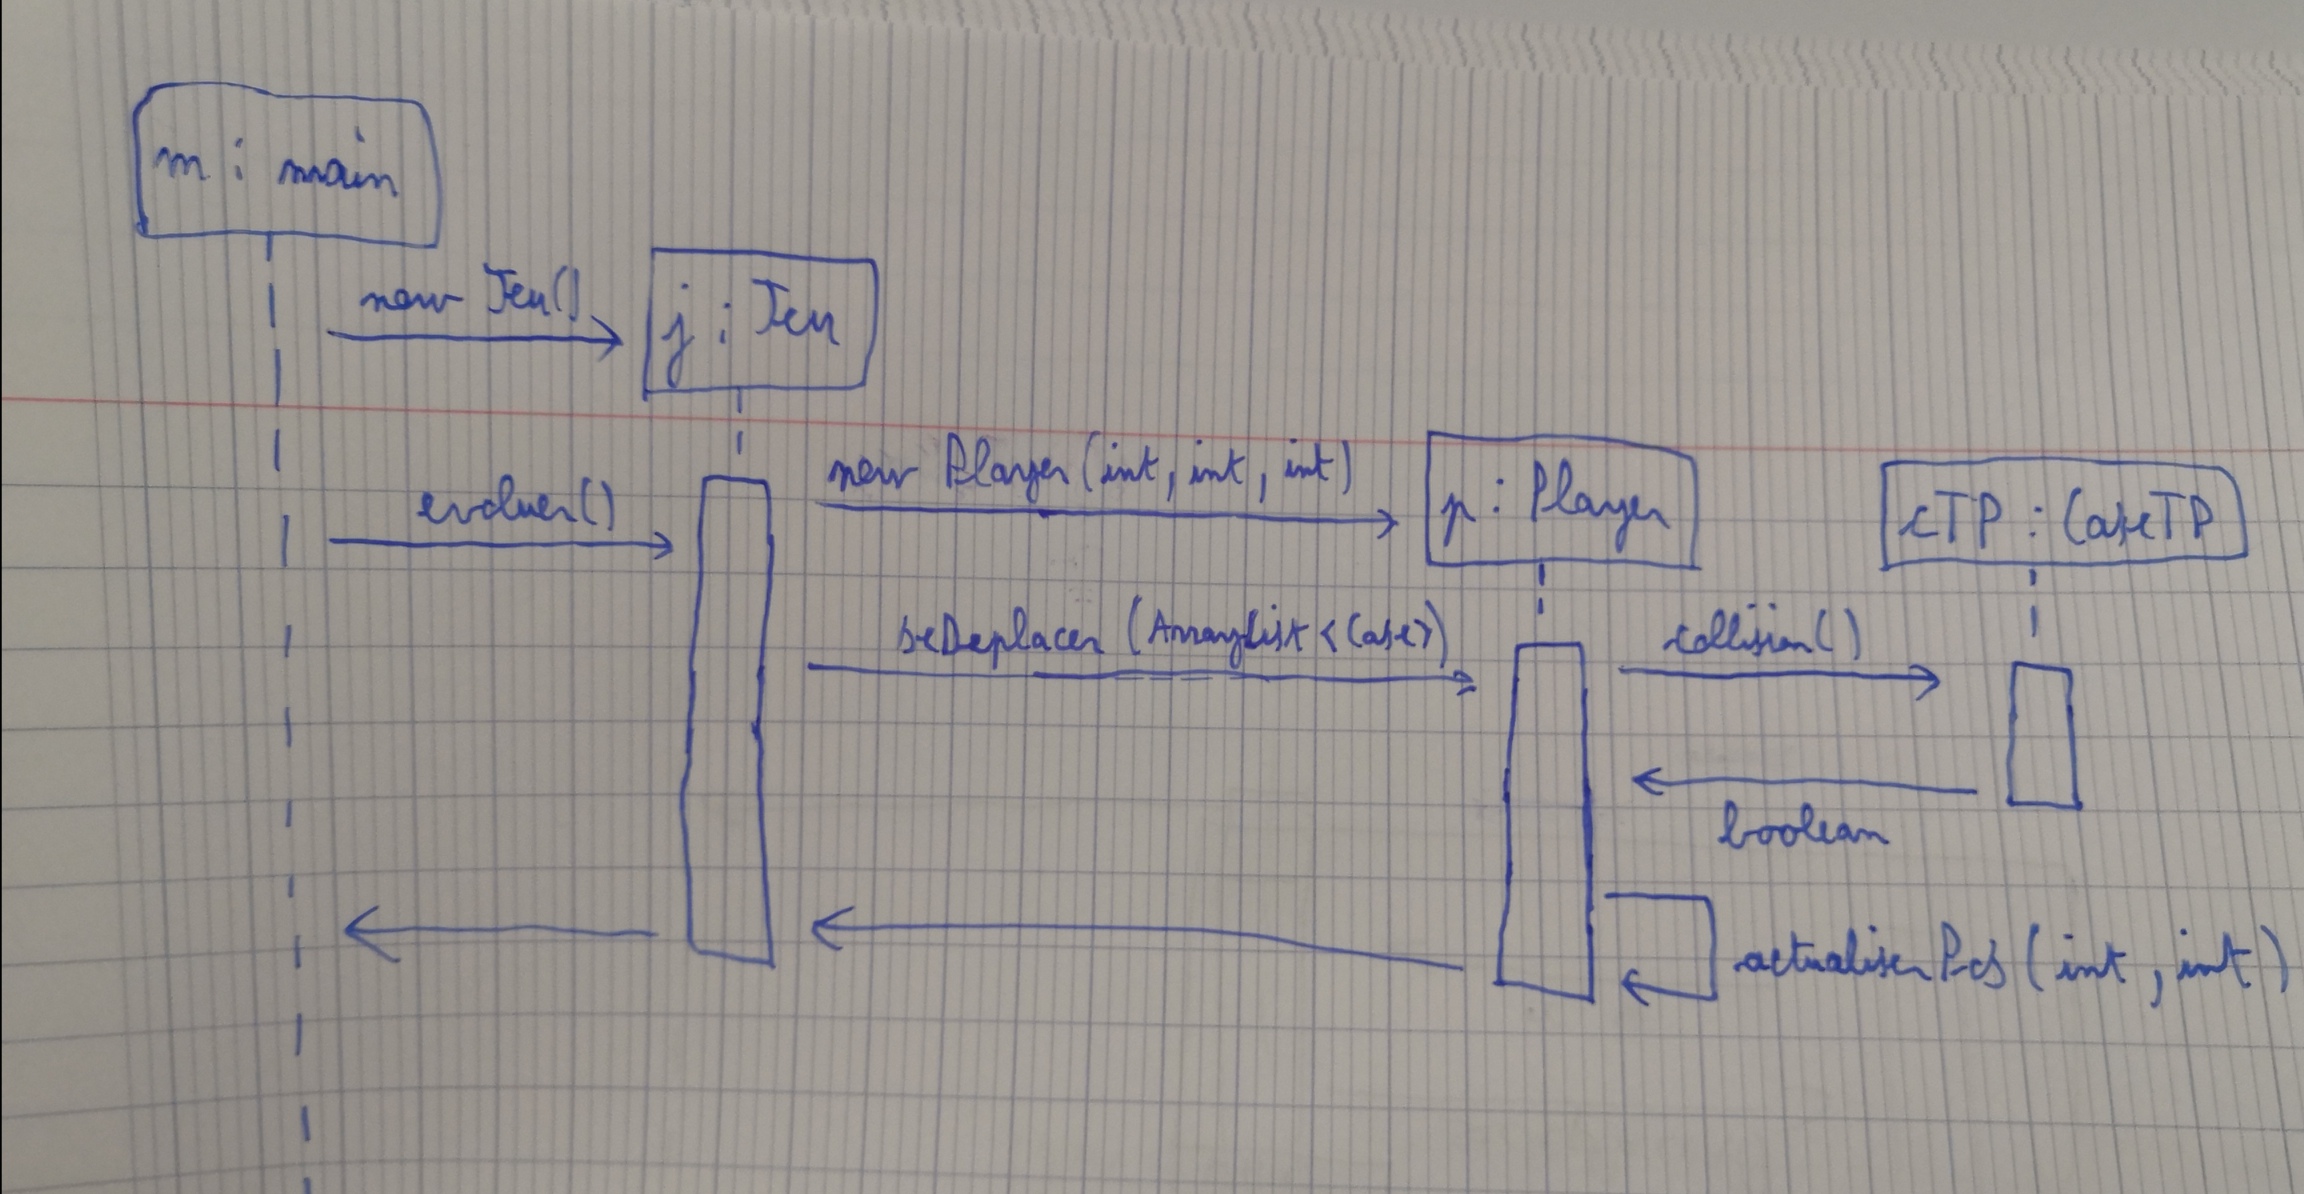 m : main
new Jeu()
j : Jeu
new Player(int, int, int)
p : Player
cTP : CaseTP
evoluer()
seDeplacer (ArrayList<Case>)
collision()
boolean
actualiserPos (int, int)